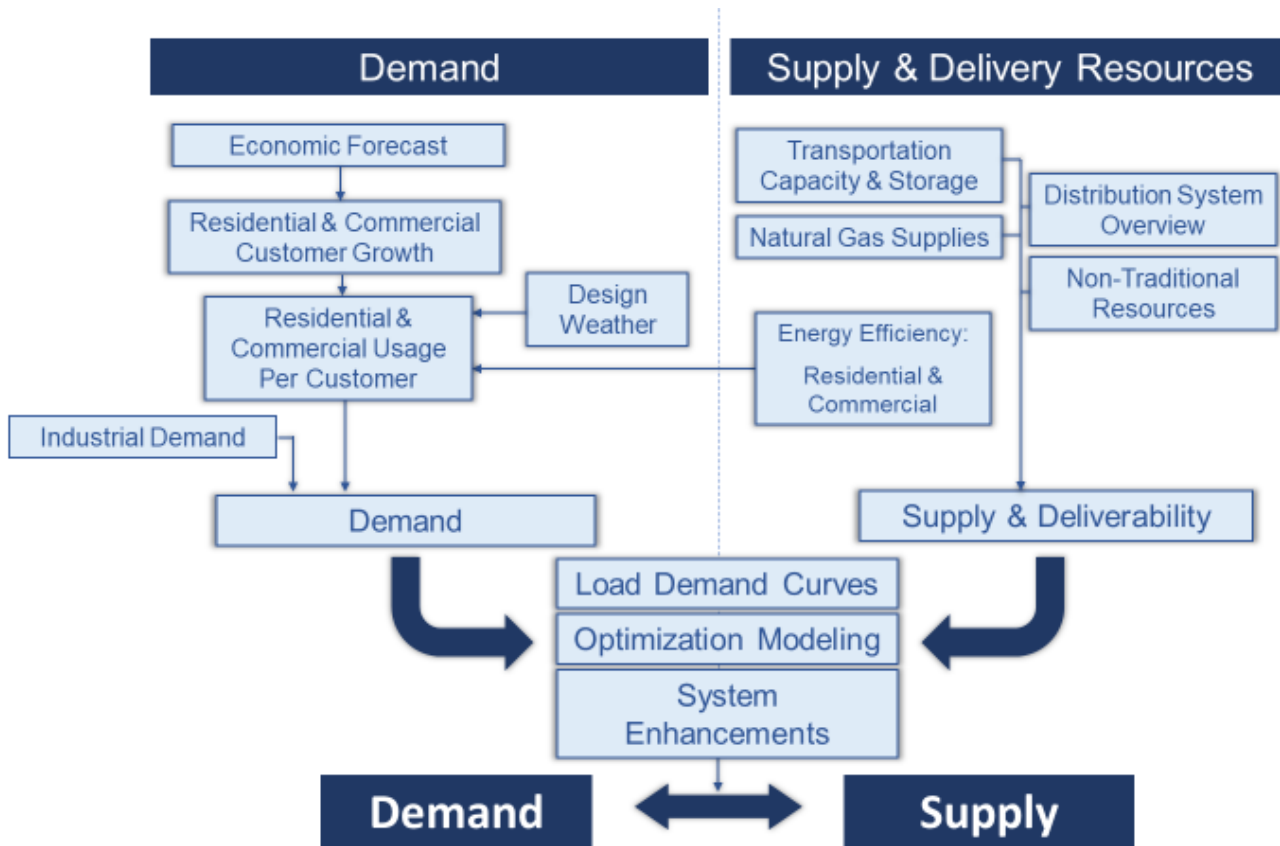 Demand
Supply & Delivery Resources
Economic Forecast
Residential & Commercial
Customer Growth
Residential &
Commercial Usage
Per Customer
Design
Weather
Industrial Demand
Demand
Transportation
Capacity & Storage
Natural Gas Supplies
Distribution System
Overview
Non-Traditional
Resources
Energy Efficiency:
Residential &
Commercial
Supply & Deliverability
Load Demand Curves
Optimization Modeling
System
Enhancements
Demand
Supply